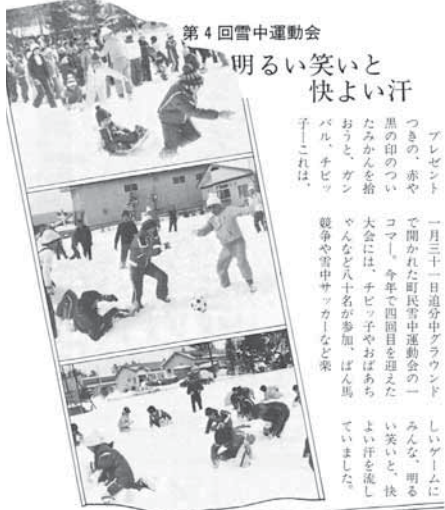 第4回雪中運動会
明るい笑いと
快よい汗
プレゼント
つきの、赤や
黒の印のつい
たみかんを拾
おうと、ガン
バル、チビッ
子―これは、
一月三十一日追分中グラウンド
で開かれた町民雪中運動会の一
コマー。今年で四回目を迎えた
大会には、チビッ子やおばあち
ゃんなど八十名が参加、ばん馬
競争や雪中サッカーなど楽
しいゲームに
みんな、明る
い笑いと、快
よい汗を流し
ていました。